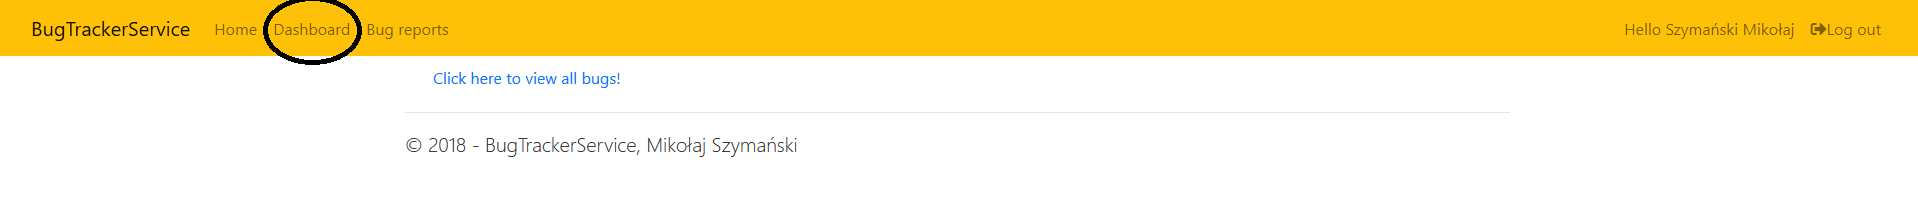 BugTrackerService Home Dashboard Bug reports Hello Szymański Mikołaj Log out
Click here to view all bugs!
© 2018 - BugTrackerService, Mikołaj Szymański